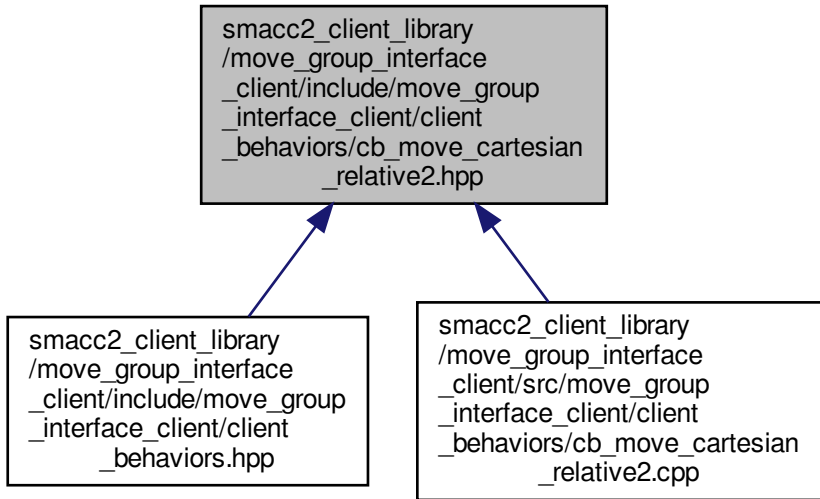 smacc2_client_library
/move_group_interface
_client/include/move_group
_interface_client/client
_behaviors/cb_move_cartesian
_relative2.hpp
smacc2_client_library
/move_group_interface
_client/include/move_group
_interface_client/client
_behaviors.hpp
smacc2_client_library
/move_group_interface
_client/src/move_group
_interface_client/client
_behaviors/cb_move_cartesian
_relative2.cpp